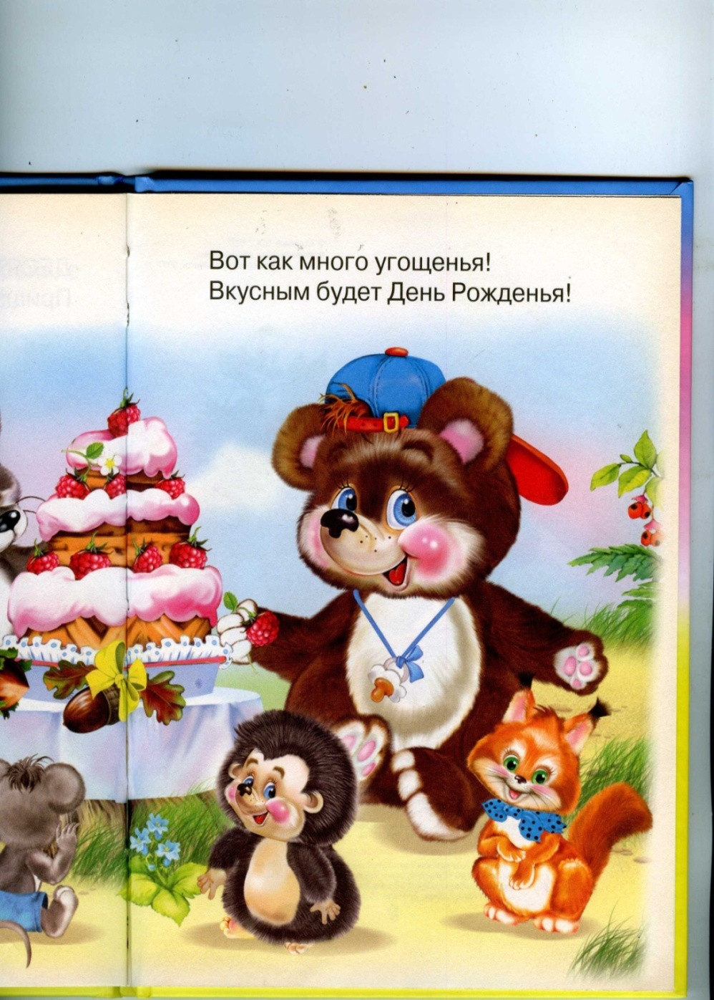 Вот как много угощенья!
Вкусным будет День Рожденья!